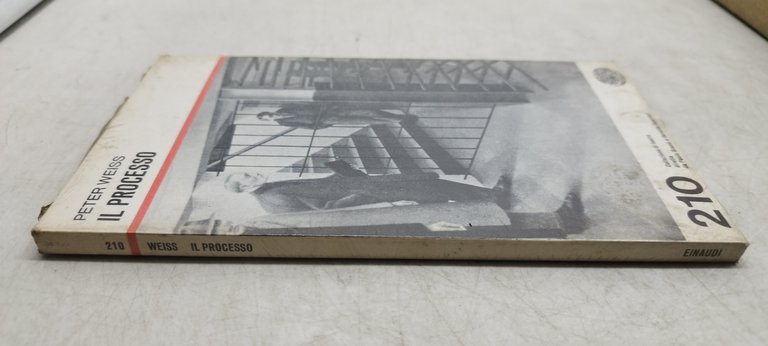 PETER WEISS
IL PROCESSO
210
210 WEISS IL PROCESSO EINAUDI